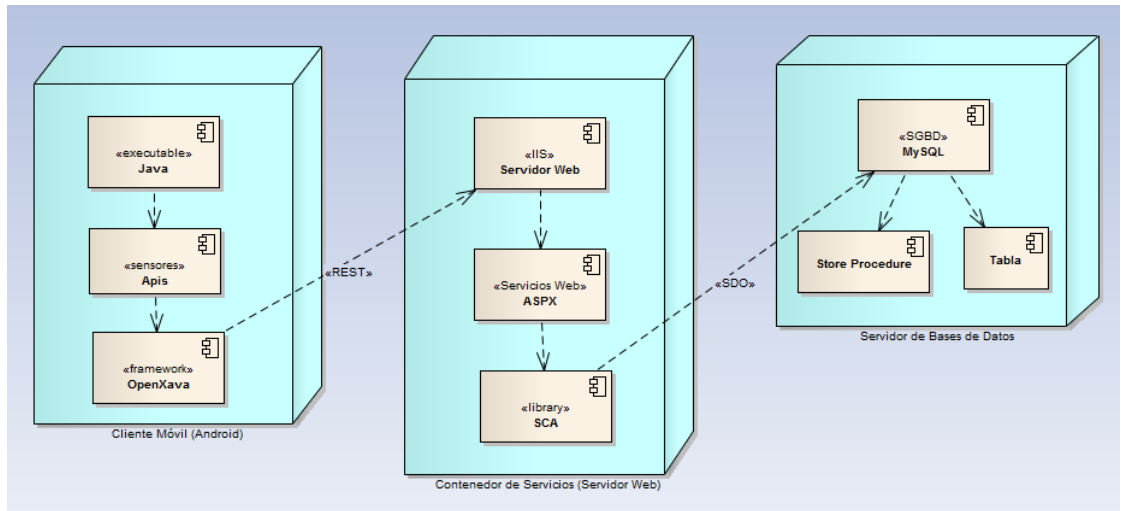 «executable»
Java
«sensores»
Apis
«framework»
OpenXava
Cliente Móvil (Android)
«REST»
«IIS»
Servidor Web
«Servicios Web»
ASPX
«library»
SCA
Contenedor de Servicios (Servidor Web)
«SDO»
«SGBD»
MySQL
Store Procedure
Tabla
Servidor de Bases de Datos